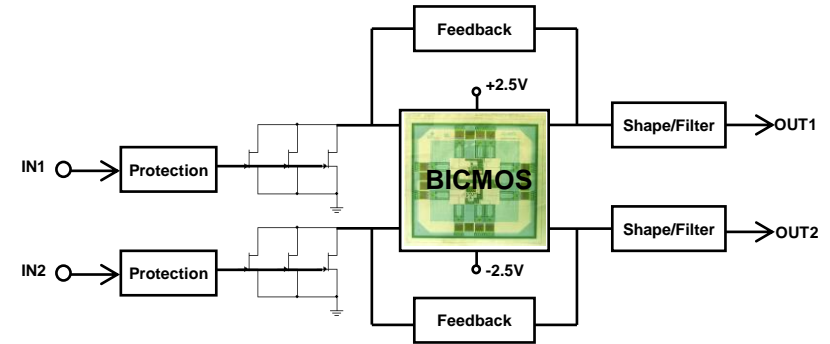 Feedback
+2.5V
Shape/Filter
OUT1
IN1
Protection
BICMOS
Shape/Filter
OUT2
IN2
Protection
-2.5V
Feedback